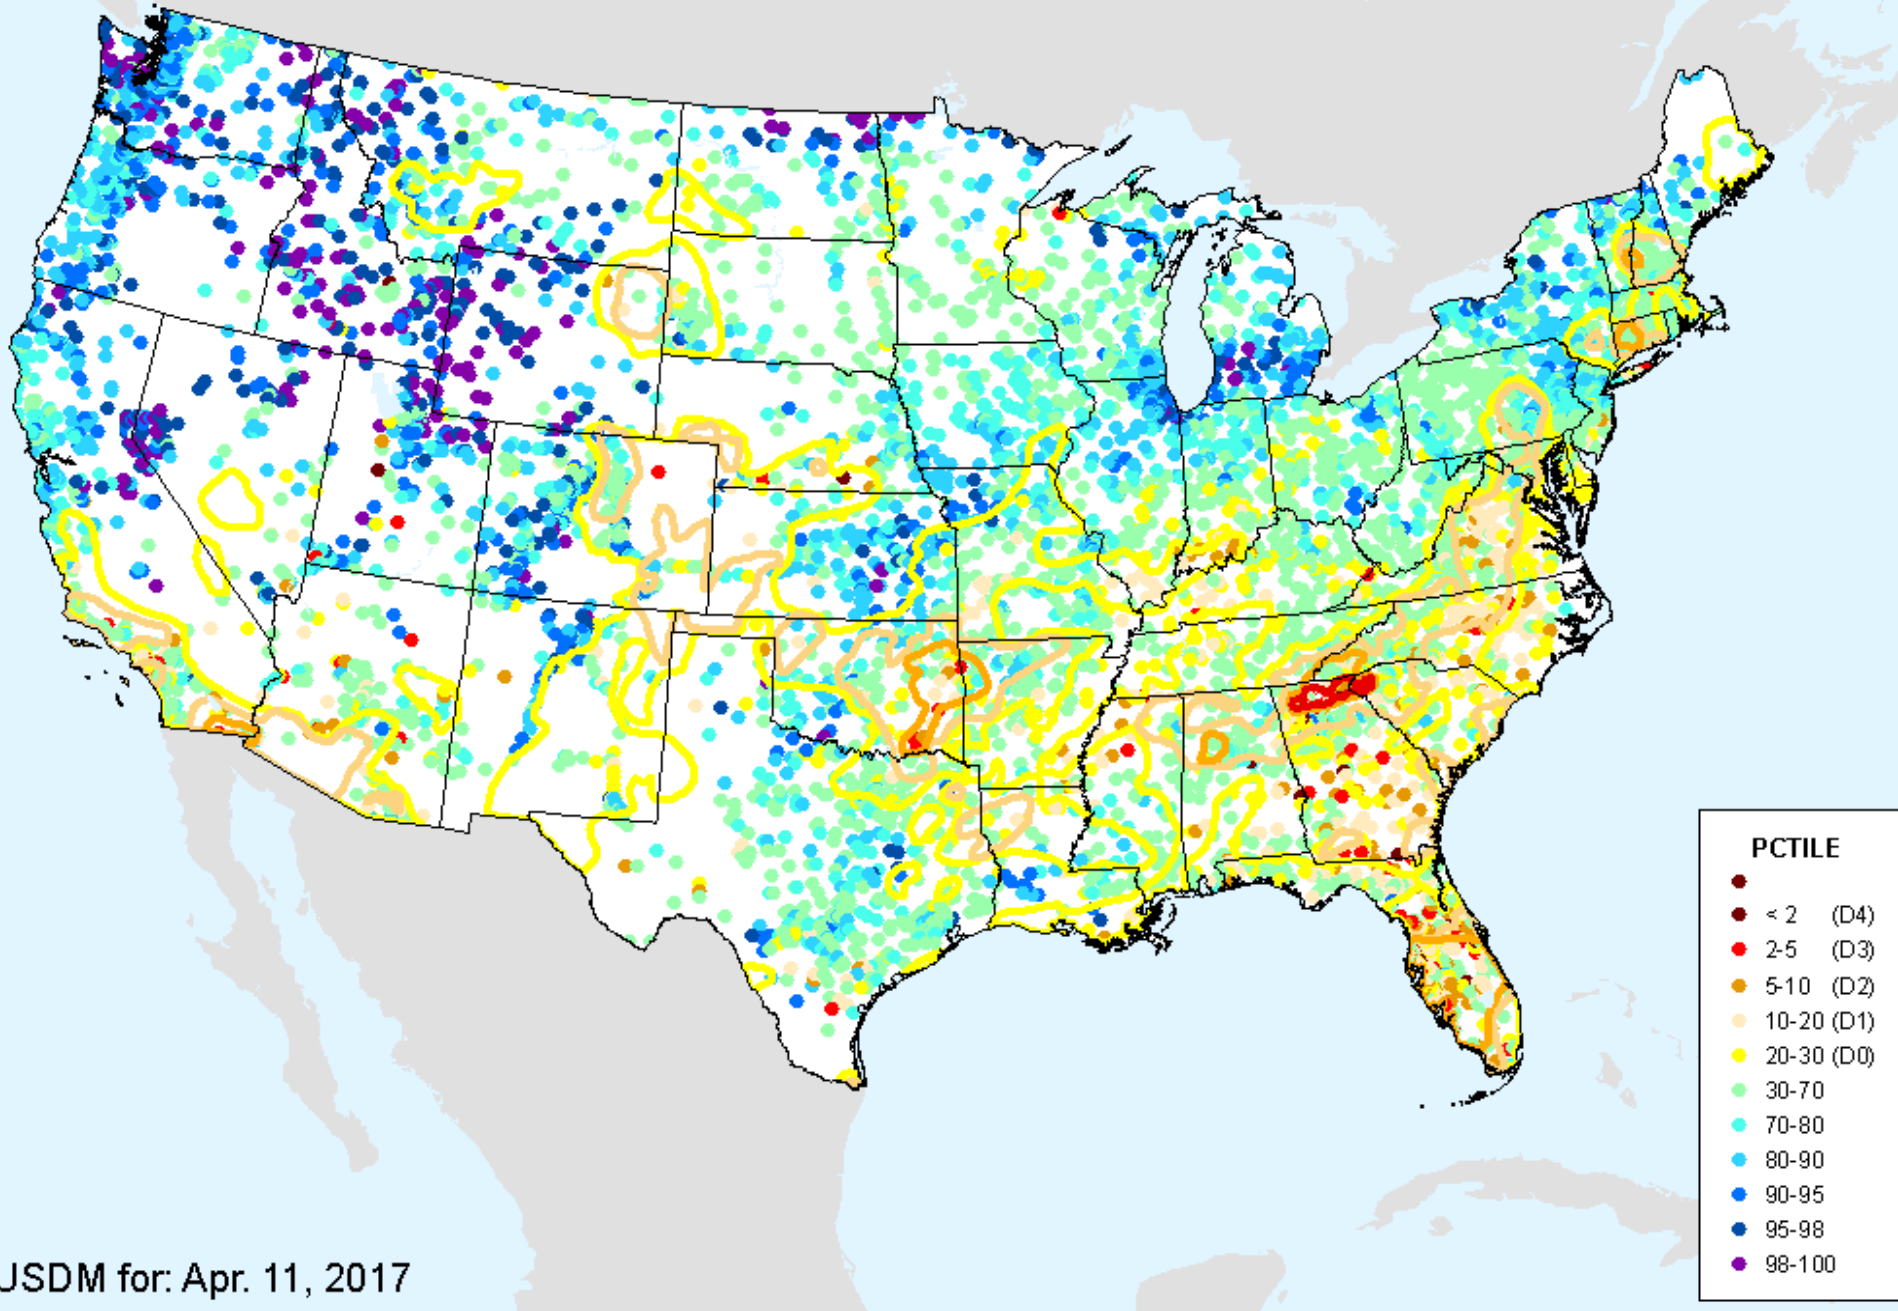 PCTILE
< 2 (D4)
2-5 (D3)
5-10 (D2)
10-20 (D1)
20-30 (D0)
30-70
70-80
80-90
90-95
95-98
98-100
USDM for: Apr. 11, 2017